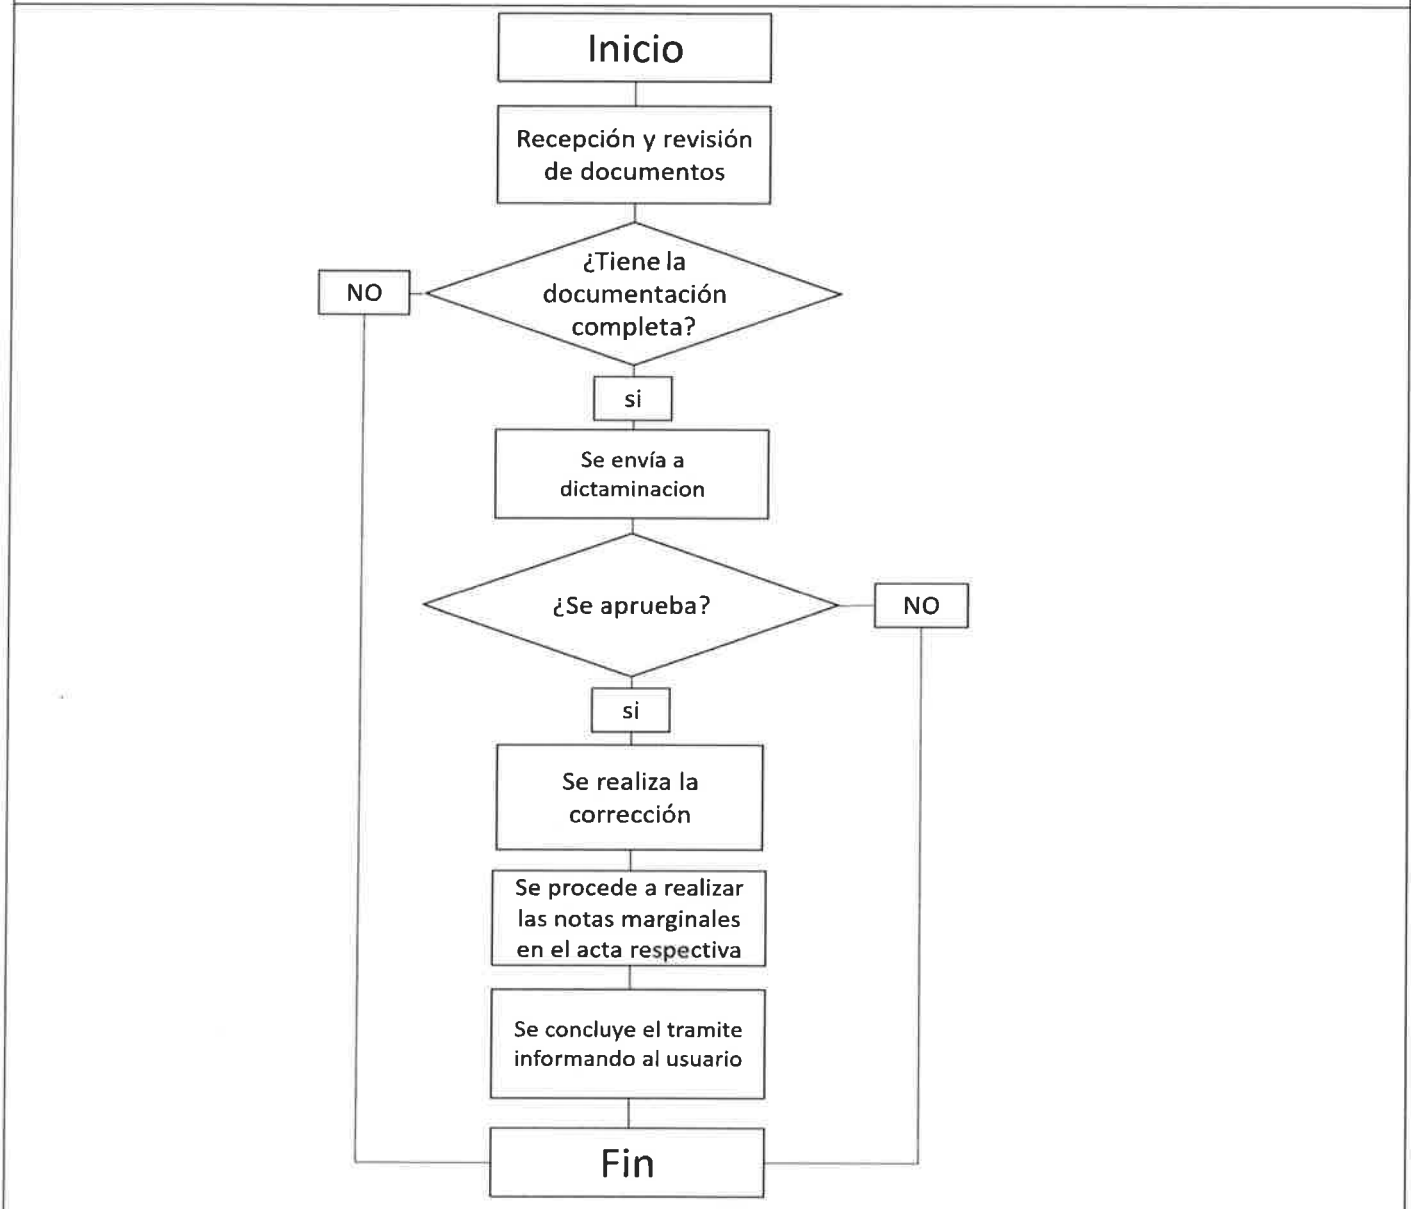 Inicio
Recepción y revisión
de documentos
¿Tiene la
documentación
completa?
NO
si
Se envía a
dictaminacion
¿Se aprueba?
NO
si
Se realiza la
corrección
Se procede a realizar
las notas marginales
en el acta respectiva
Se concluye el tramite
informando al usuario
Fin